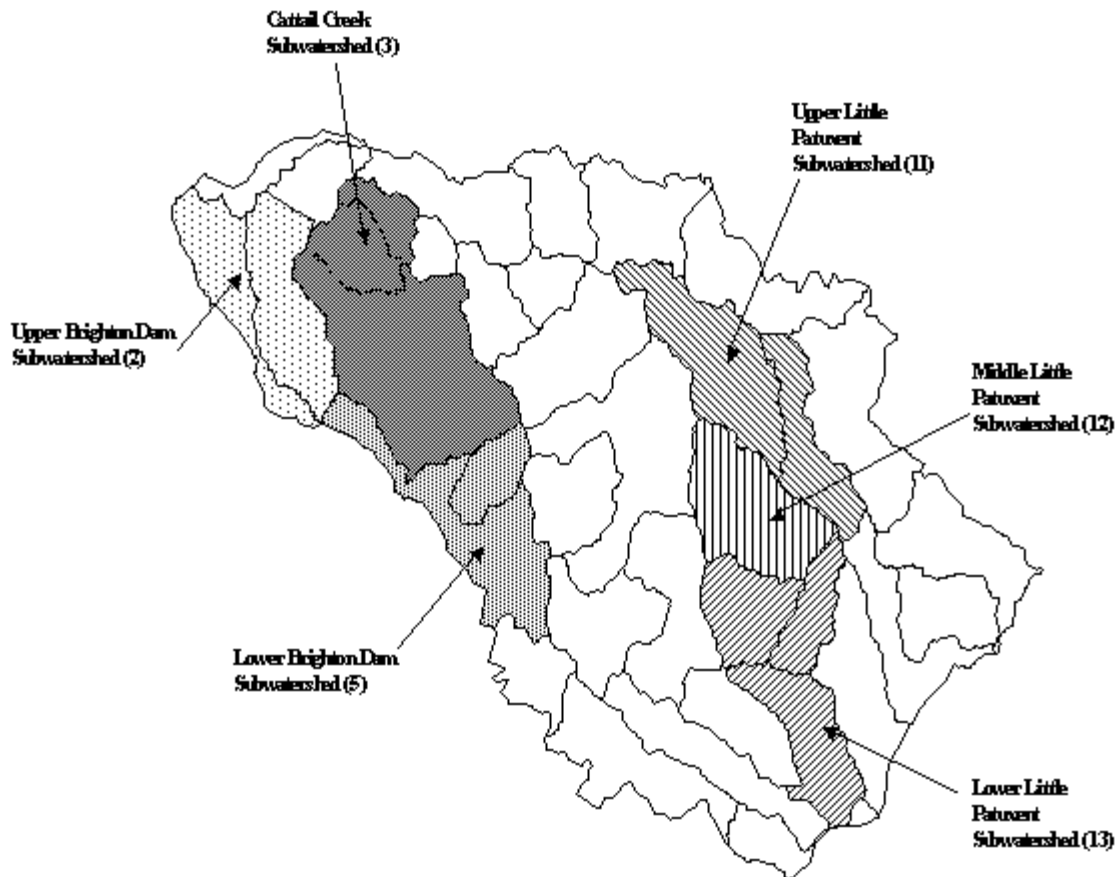 Cattail Creek
Subwatershed (3)
Upper Little
Patuxent
Subwatershed (11)
Upper Brighton Dam
Subwatershed (2)
Middle Little
Patuxent
Subwatershed (12)
Lower Brighton Dam
Subwatershed (5)
Lower Little
Patuxent
Subwatershed (13)